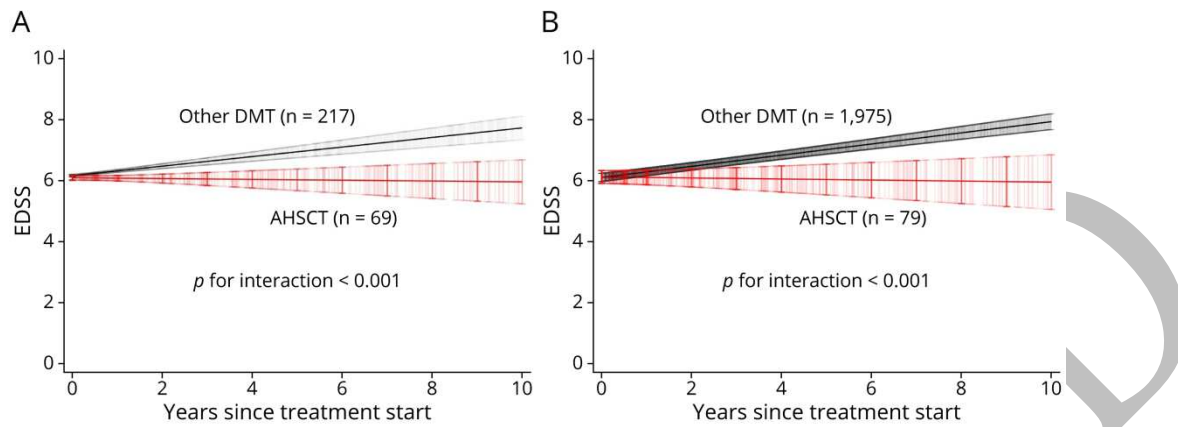 A
10
8
6
4
2
0
EDSS
Other DMT (n = 217)
AHSCT (n = 69)
p for interaction < 0.001
0 2 4 6 8 10
Years since treatment start
B
10
8
6
4
2
0
EDSS
Other DMT (n = 1,975)
AHSCT (n = 79)
p for interaction < 0.001
0 2 4 6 8 10
Years since treatment start